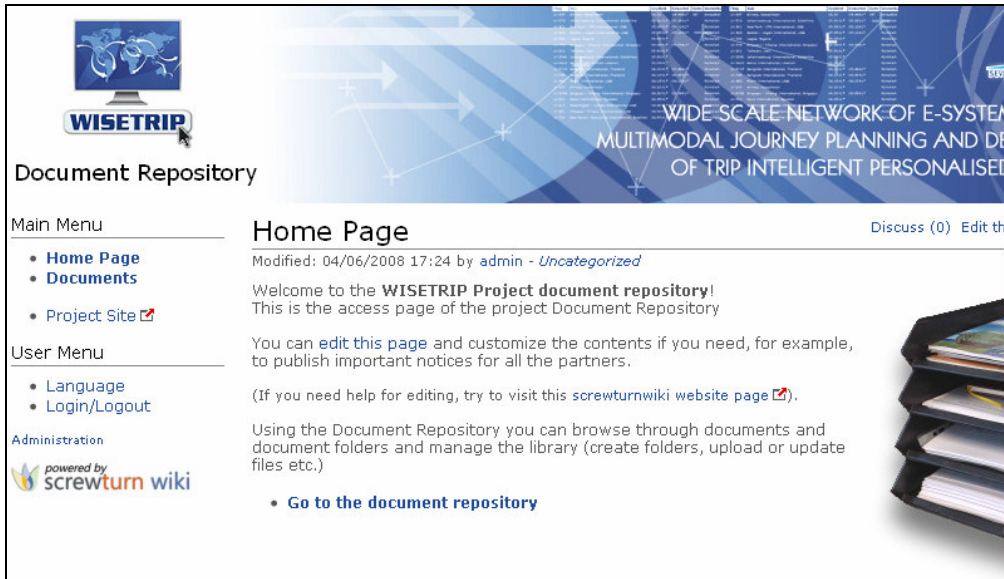 WISETRIP
Document Repository
WIDE SCALE NETWORK OF E-SYSTEM
MULTIMODAL JOURNEY PLANNING AND DE
OF TRIP INTELLIGENT PERSONALISED
Main Menu
Home Page
Documents
Project Site
User Menu
Language
Login/Logout
Administration
powered by
screwturn wiki
Home Page
Discuss (0) Edit th
Modified: 04/06/2008 17:24 by admin - Uncategorized
Welcome to the WISETRIP Project document repository!
This is the access page of the project Document Repository
You can edit this page and customize the contents if you need, for example,
to publish important notices for all the partners.
(If you need help for editing, try to visit this screwturnwiki website page).
Using the Document Repository you can browse through documents and
document folders and manage the library (create folders, upload or update
files etc.)
Go to the document repository